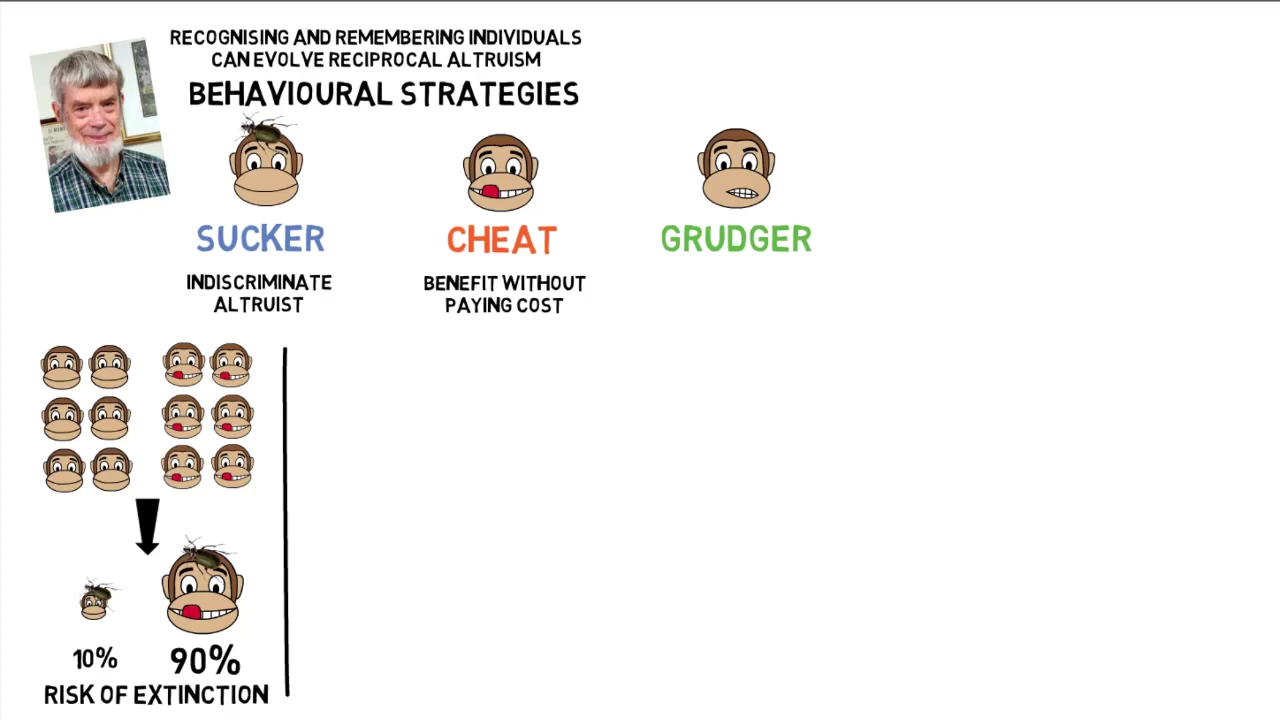 RECOGNISING AND REMEMBERING INDIVIDUALS
CAN EVOLVE RECIPROCAL ALTRUISM
BEHAVIOURAL STRATEGIES
SUCKER
CHEAT
GRUDGER
INDISCRIMINATE
ALTRUIST
BENEFIT WITHOUT
PAYING COST
10%
90%
RISK OF EXTINCTION